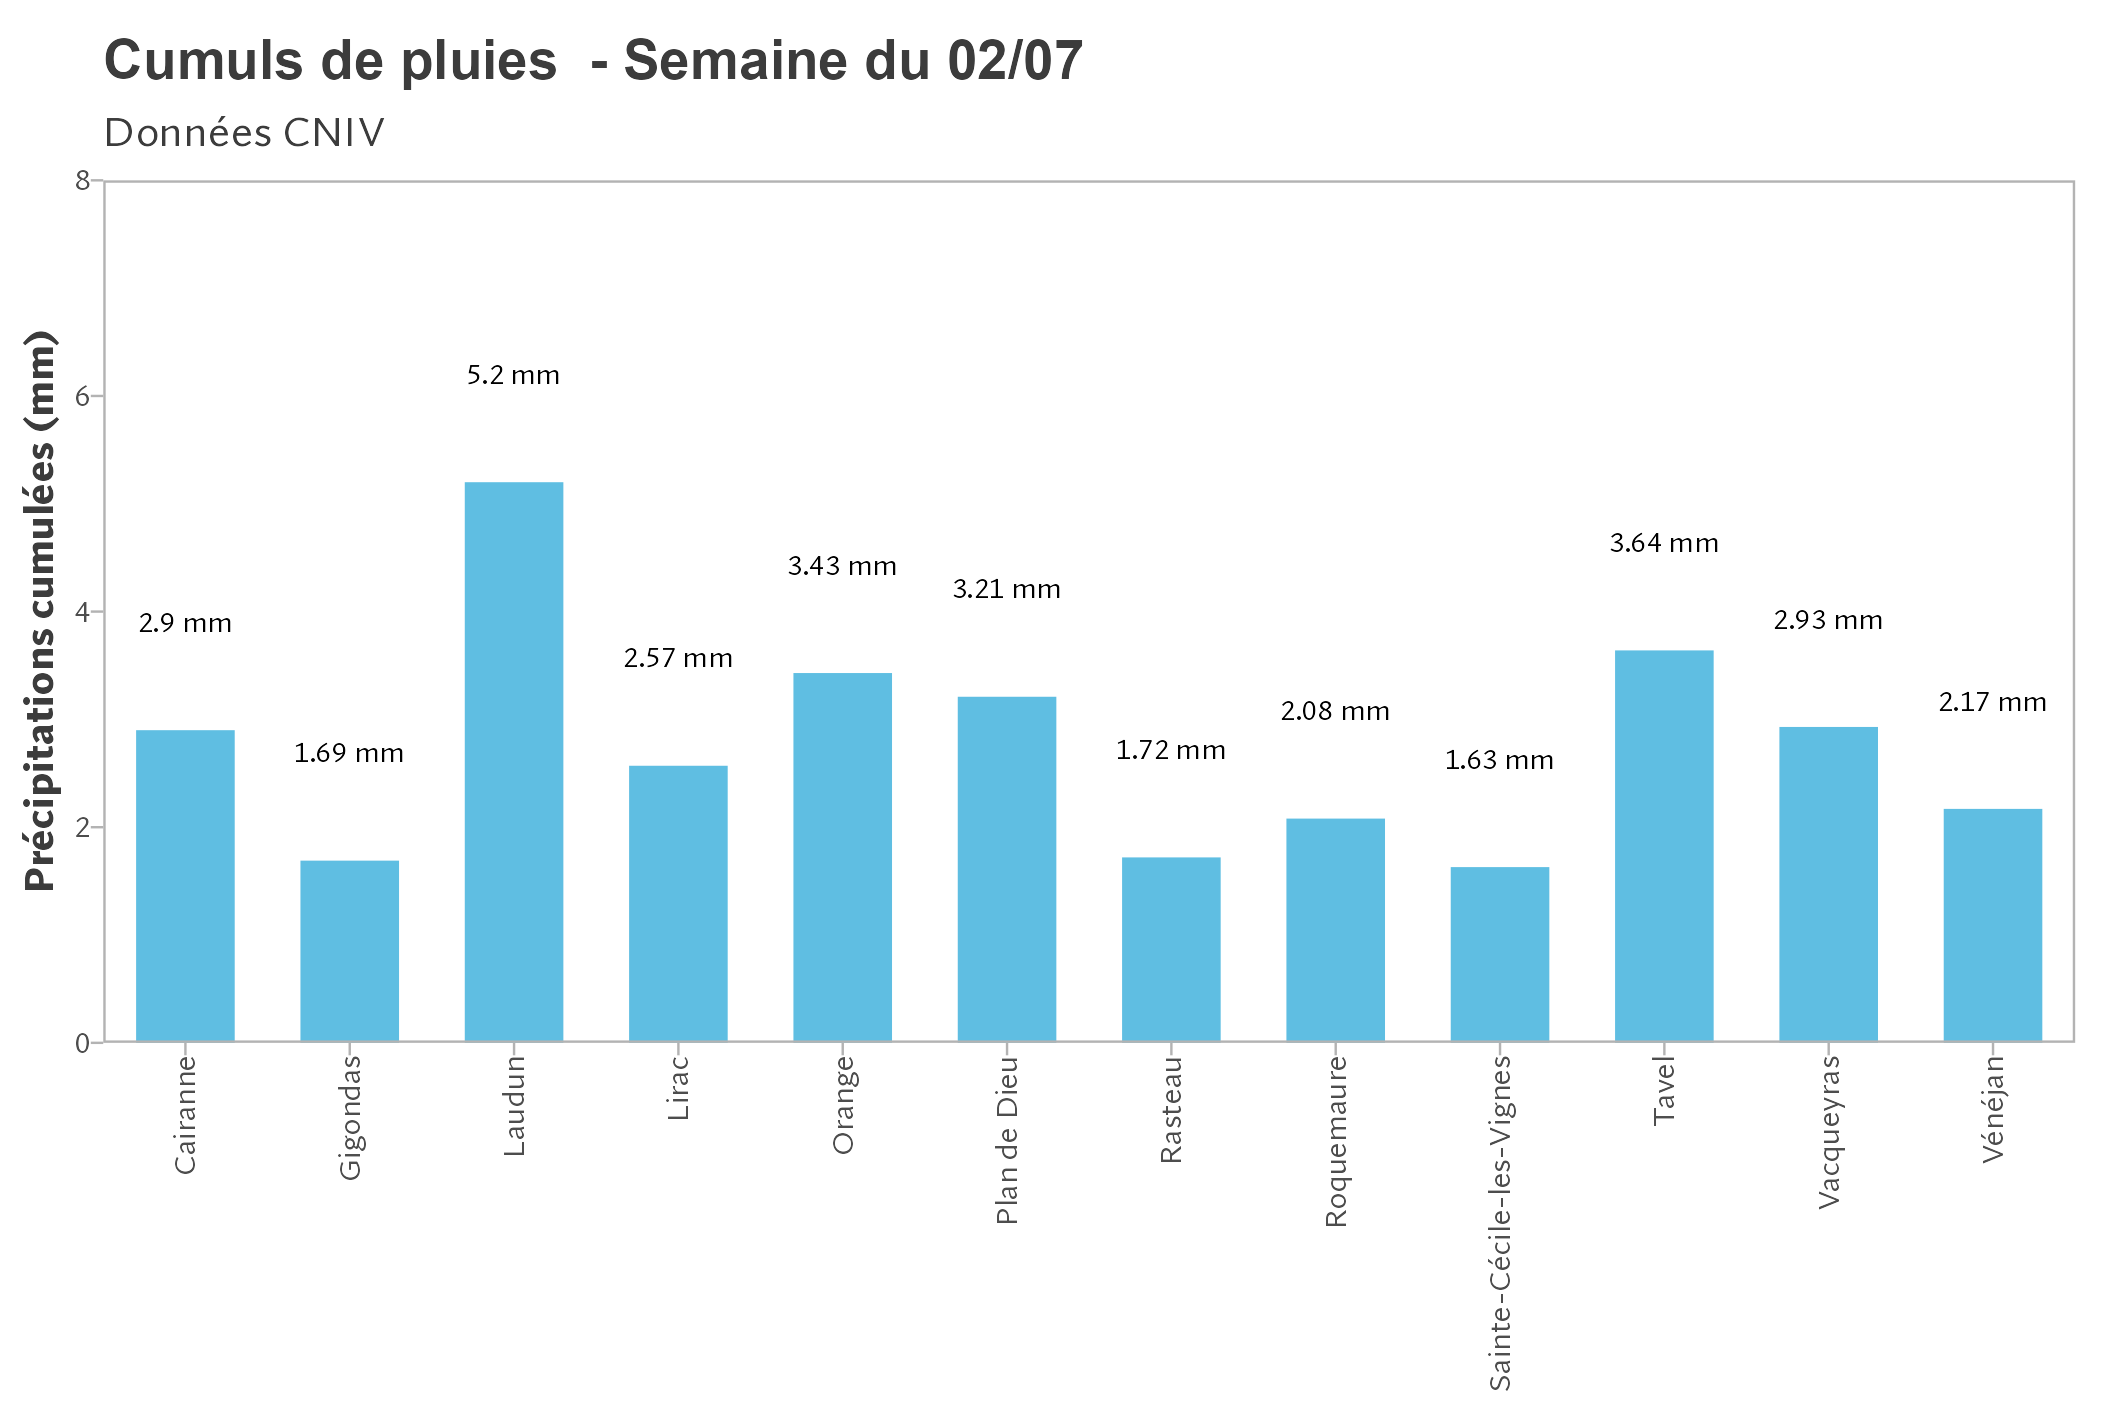 Cumuls de pluies  - Semaine du 02/07
Données CNIV
Précipitations cumulées (mm)
8
6
4
2
0
2.9 mm
1.69 mm
5.2 mm
2.57 mm
3.43 mm
3.21 mm
1.72 mm
2.08 mm
1.63 mm
3.64 mm
2.93 mm
2.17 mm
Cairanne
Gigondas
Laudun
Lirac
Orange
Plan de Dieu
Rasteau
Roquemaure
Sainte-Cécile-les-Vignes
Tavel
Vacqueyras
Vénéjan